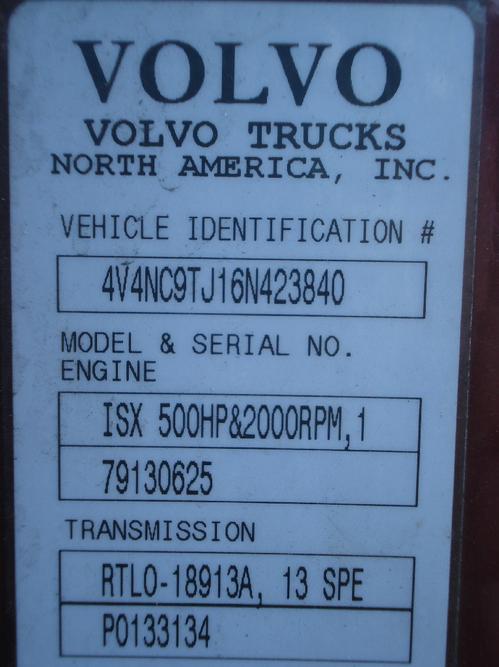 VOLVO
VOLVO TRUCKS
NORTH AMERICA, INC.
VEHICLE IDENTIFICATION #
4V4NC9TJ16N423840
MODEL & SERIAL NO.
ENGINE
ISX 500HP&2000RPM,1
79130625
TRANSMISSION
RTLO-18913A, 13 SPE
P0133134